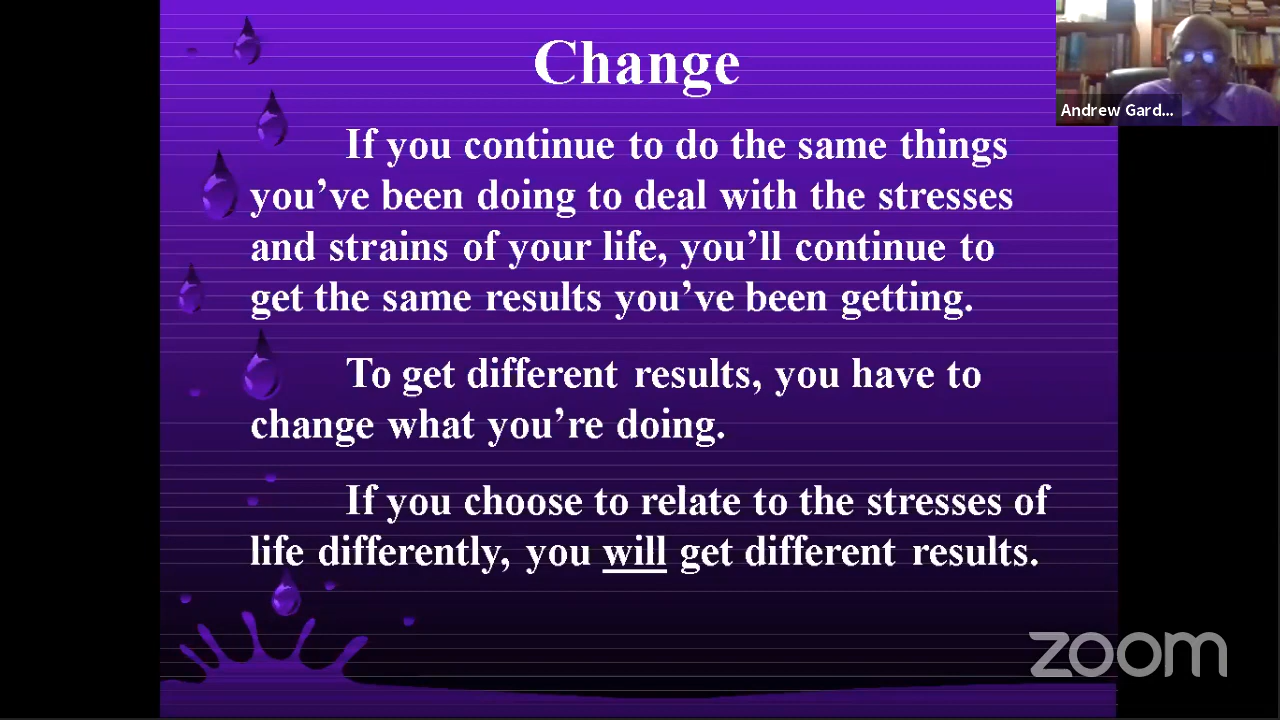 Change
Andrew Gard...
If you continue to do the same things
you’ve been doing to deal with the stresses
and strains of your life, you’ll continue to
get the same results you’ve been getting.
To get different results, you have to
change what you’re doing.
If you choose to relate to the stresses of
life differently, you will get different results.
zoom